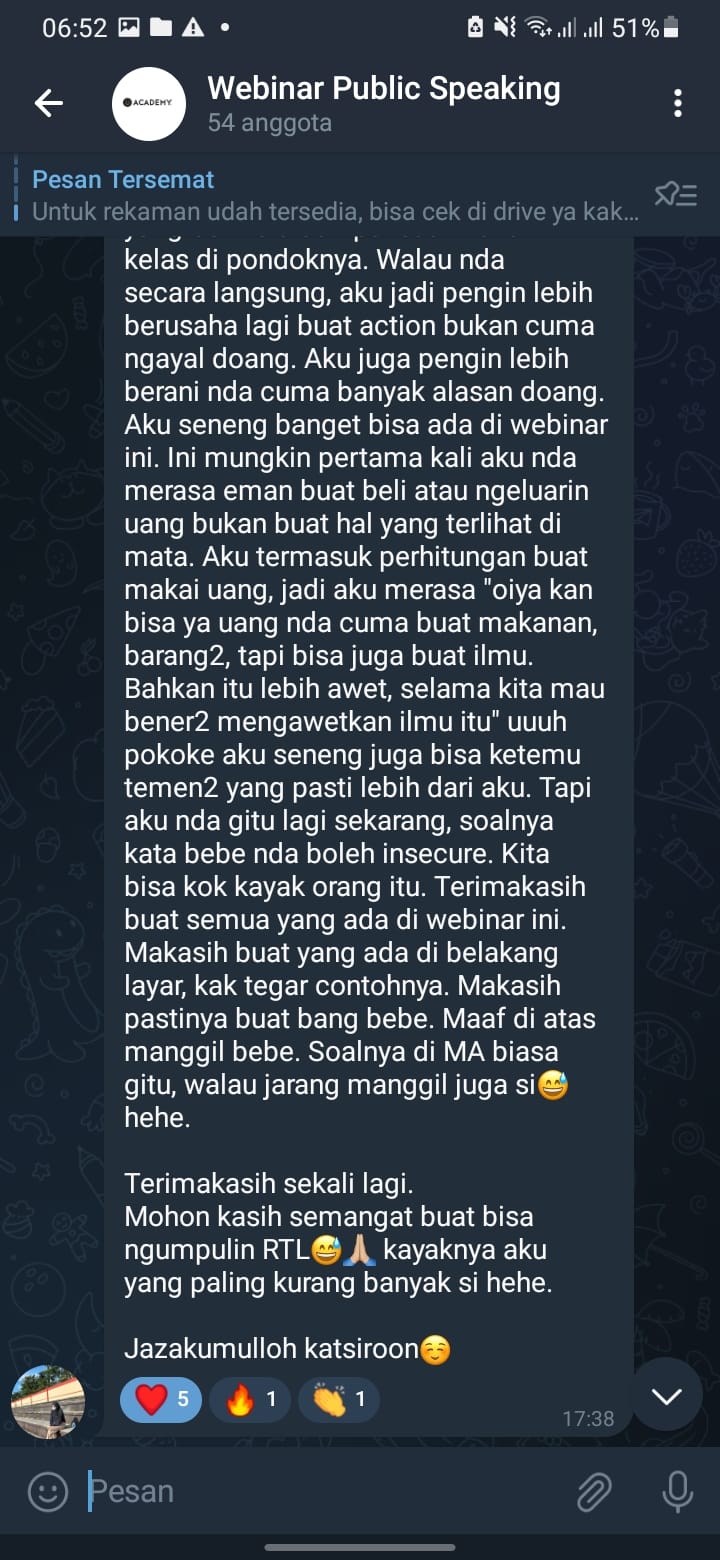 06:52
51%
ACADEMY
Webinar Public Speaking
54 anggota
Pesan Tersemat
Untuk rekaman udah tersedia, bisa cek di drive ya kak...
kelas di pondoknya. Walau nda
secara langsung, aku jadi pengin lebih
berusaha lagi buat action bukan cuma
ngayal doang. Aku juga pengin lebih
berani nda cuma banyak alasan doang.
Aku seneng banget bisa ada di webinar
ini. Ini mungkin pertama kali aku nda
merasa eman buat beli atau ngeluarin
uang bukan buat hal yang terlihat di
mata. Aku termasuk perhitungan buat
makai uang, jadi aku merasa "oiya kan
bisa ya uang nda cuma buat makanan,
barang2, tapi bisa juga buat ilmu.
Bahkan itu lebih awet, selama kita mau
bener2 mengawetkan ilmu itu" uuuh
pokoke aku seneng juga bisa ketemu
temen2 yang pasti lebih dari aku. Tapi
aku nda gitu lagi sekarang, soalnya
kata bebe nda boleh insecure. Kita
bisa kok kayak orang itu. Terimakasih
buat semua yang ada di webinar ini.
Makasih buat yang ada di belakang
layar, kak tegar contohnya. Makasih
pastinya buat bang bebe. Maaf di atas
manggil bebe. Soalnya di MA biasa
gitu, walau jarang manggil juga si😅
hehe.
Terimakasih sekali lagi.
Mohon kasih semangat buat bisa
ngumpulin RTL😅🙏🏼 kayaknya aku
yang paling kurang banyak si hehe.
Jazakumulloh katsiroon☺️
❤️ 5 🔥 1 👏 1
17:38
Pesan